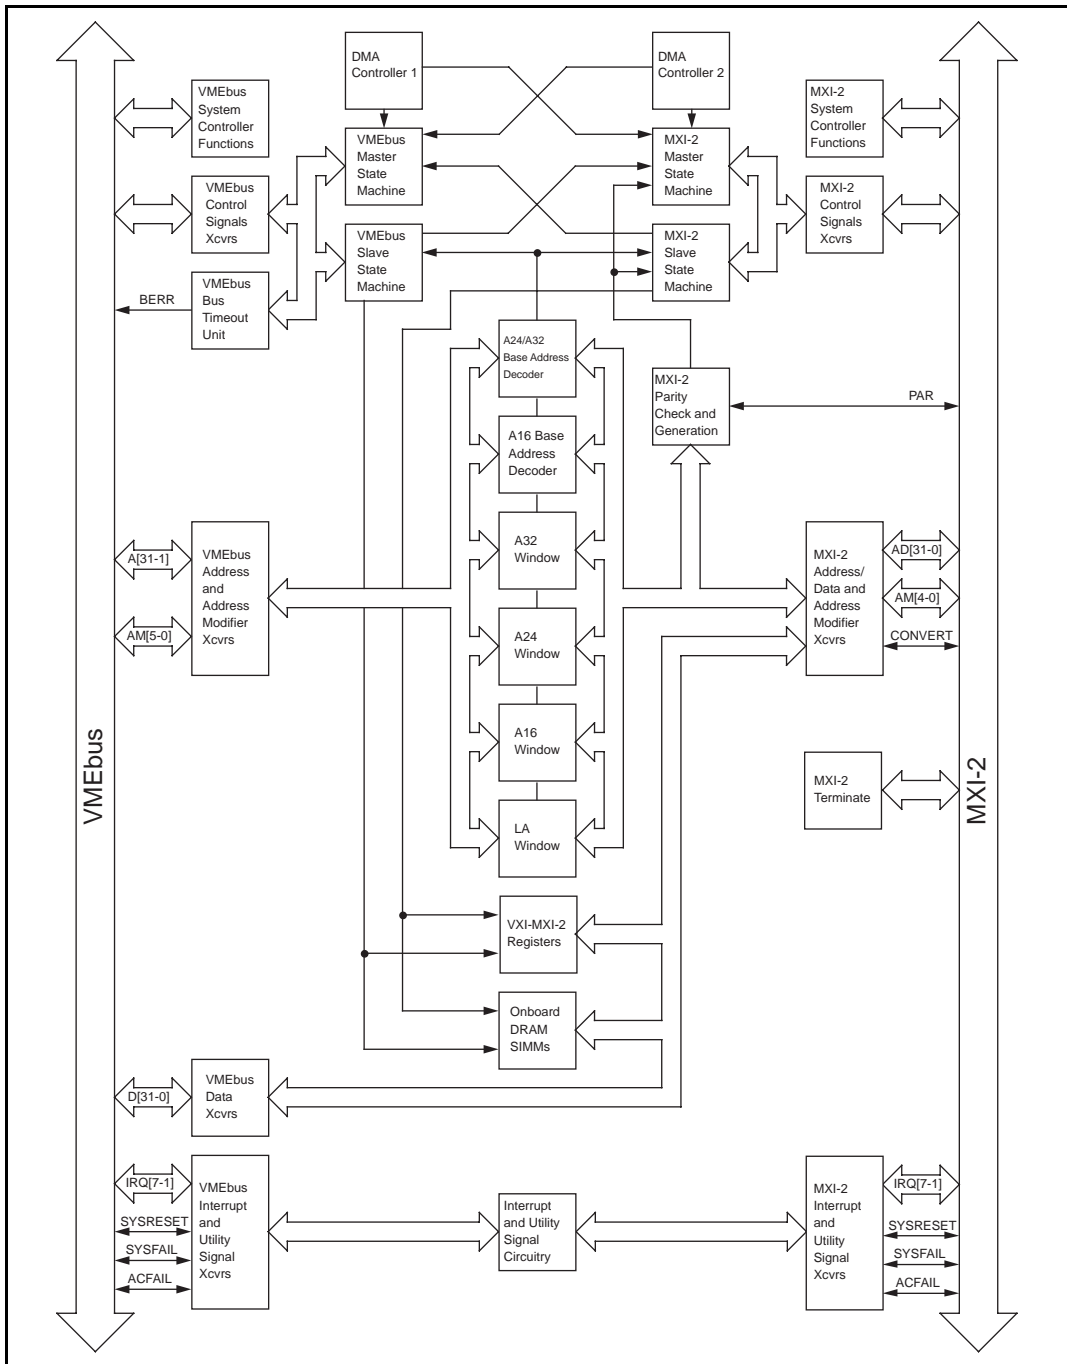 DMA
Controller 1
DMA
Controller 2
VMEbus
System
Controller
Functions
MXI-2
System
Controller
Functions
VMEbus
Master
State
Machine
MXI-2
Master
State
Machine
VMEbus
Control
Signals
Xcvrs
MXI-2
Control
Signals
Xcvrs
VMEbus
Slave
State
Machine
MXI-2
Slave
State
Machine
BERR
VMEbus
Bus
Timeout
Unit
A24/A32
Base Address
Decoder
MXI-2
Parity
Check and
Generation
PAR
A16 Base
Address
Decoder
A[31-1]
AM[5-0]
VMEbus
Address
and
Address
Modifier
Xcvrs
A32
Window
MXI-2
Address/
Data and
Address
Modifier
Xcvrs
AD[31-0]
AM[4-0]
CONVERT
A24
Window
A16
Window
VMEbus
MXI-2
MXI-2
Terminate
LA
Window
VXI-MXI-2
Registers
Onboard
DRAM
SIMMs
D[31-0]
VMEbus
Data
Xcvrs
IRQ[7-1]
SYSRESET
SYSFAIL
ACFAIL
VMEbus
Interrupt
and
Utility
Signal
Xcvrs
Interrupt
and Utility
Signal
Circuitry
MXI-2
Interrupt
and
Utility
Signal
Xcvrs
IRQ[7-1]
SYSRESET
SYSFAIL
ACFAIL